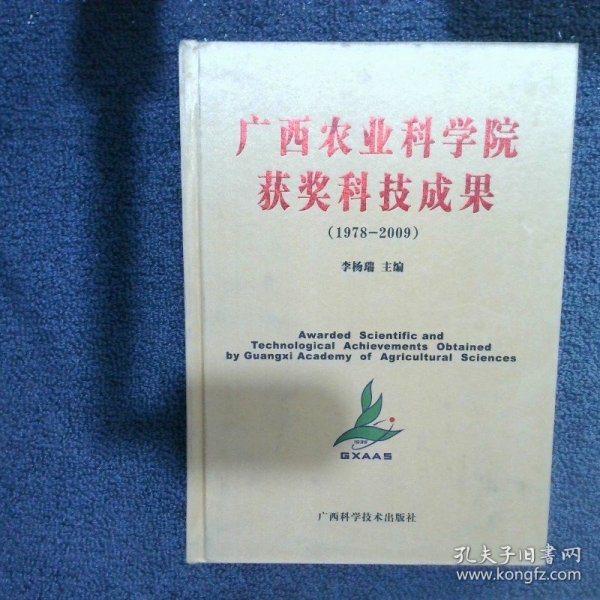 广西农业科学院
获奖科技成果
(1978-2009)
李杨瑞 主编
Awarded Scientific and
Technological Achievements Obtained
by Guangxi Academy of Agricultural Sciences
1935
GXAAS
广西科学技术出版社
孔夫子旧书网
www.kongfz.com